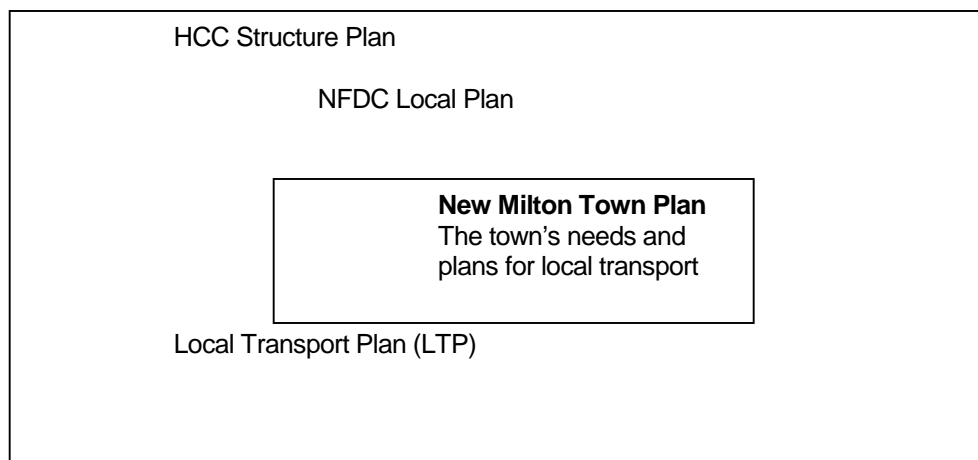 HCC Structure Plan
NFDC Local Plan
New Milton Town Plan
The town’s needs and
plans for local transport
Local Transport Plan (LTP)